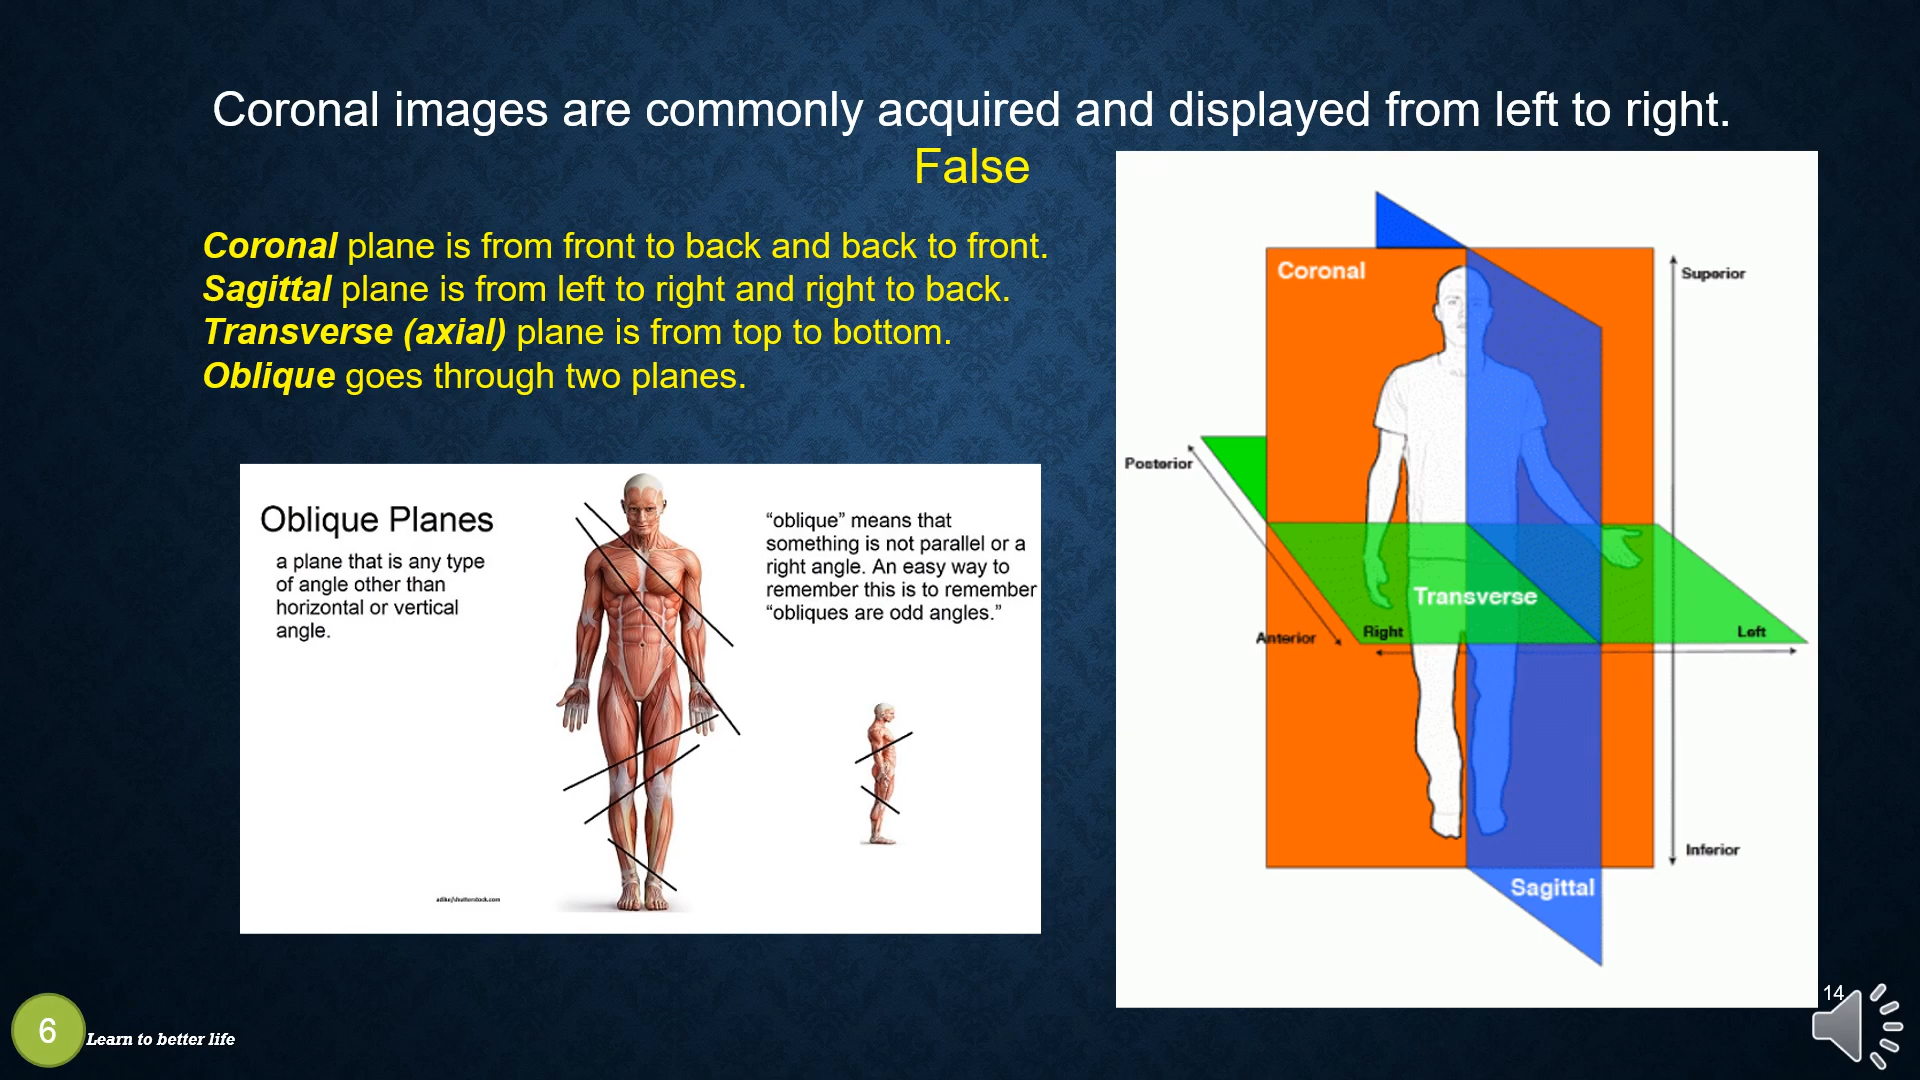 Coronal images are commonly acquired and displayed from left to right.
False
Coronal plane is from front to back and back to front.
Sagittal plane is from left to right and right to back.
Transverse (axial) plane is from top to bottom.
Oblique goes through two planes.
Oblique Planes
a plane that is any type
of angle other than
horizontal or vertical
angle.
“oblique” means that
something is not parallel or a
right angle. An easy way to
remember this is to remember
“obliques are odd angles.”
adike/shutterstock.com
Coronal
Superior
Posterior
Transverse
Anterior
Right
Left
Inferior
Sagittal
14
6
Learn to better life